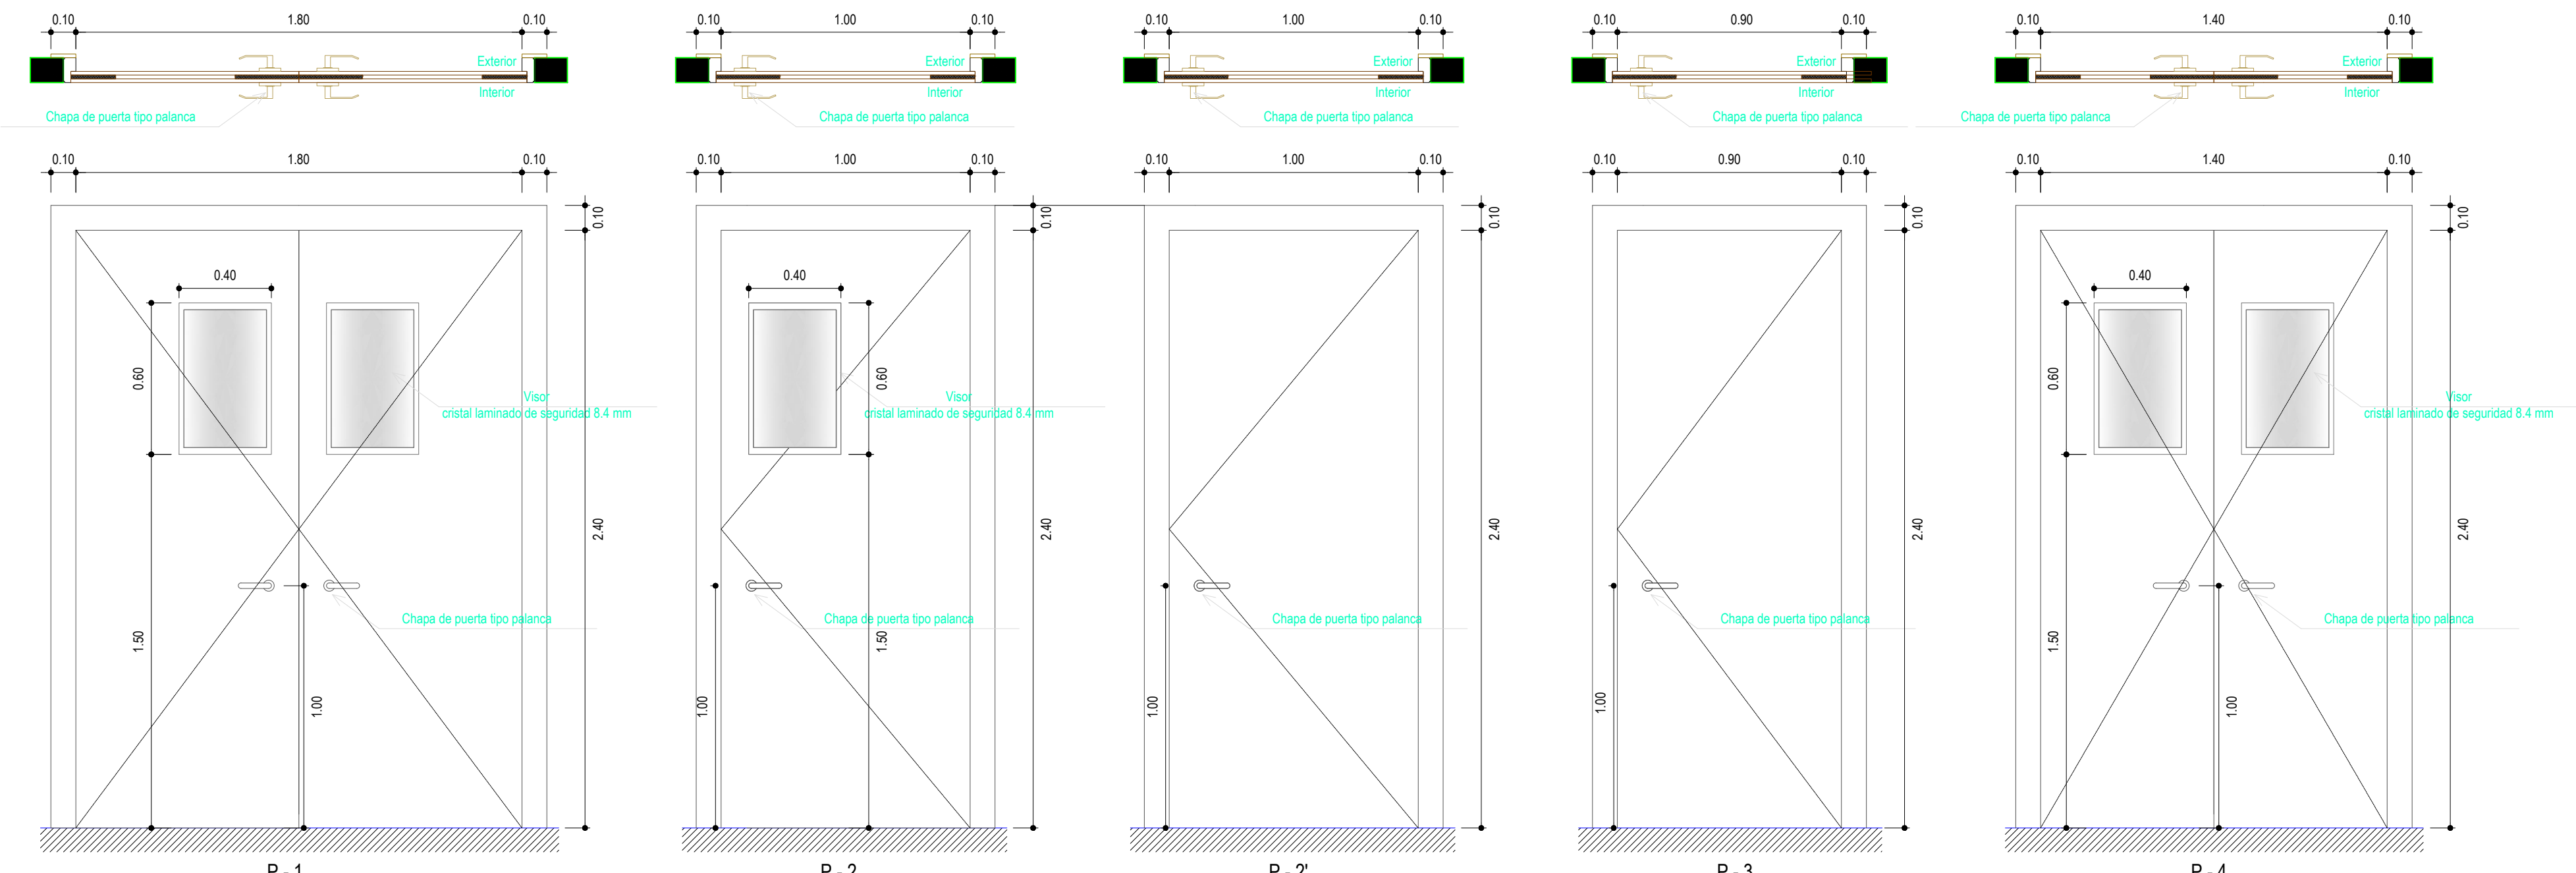 0.10 1.80 0.10
Exterior
Interior
Chapa de puerta tipo palanca
0.10 1.00 0.10
Exterior
Interior
Chapa de puerta tipo palanca
0.10 1.00 0.10
Exterior
Interior
Chapa de puerta tipo palanca
0.10 0.90 0.10
Exterior
Interior
Chapa de puerta tipo palanca
0.10 1.40 0.10
Exterior
Interior
Chapa de puerta tipo palanca
0.10 1.80 0.10
0.10
0.40
0.60
Visor
cristal laminado de seguridad 8.4 mm
2.40
Chapa de puerta tipo palanca
1.50
1.00
P - 1
0.10 1.00 0.10
0.10
0.40
0.60
Visor
cristal laminado de seguridad 8.4 mm
2.40
Chapa de puerta tipo palanca
1.50
1.00
P - 2
0.10 1.00 0.10
0.10
2.40
Chapa de puerta tipo palanca
1.00
P - 2'
0.10 0.90 0.10
0.10
2.40
Chapa de puerta tipo palanca
1.00
P - 3
0.10 1.40 0.10
0.10
0.40
0.60
Visor
cristal laminado de seguridad 8.4 mm
2.40
Chapa de puerta tipo palanca
1.50
1.00
P - 4